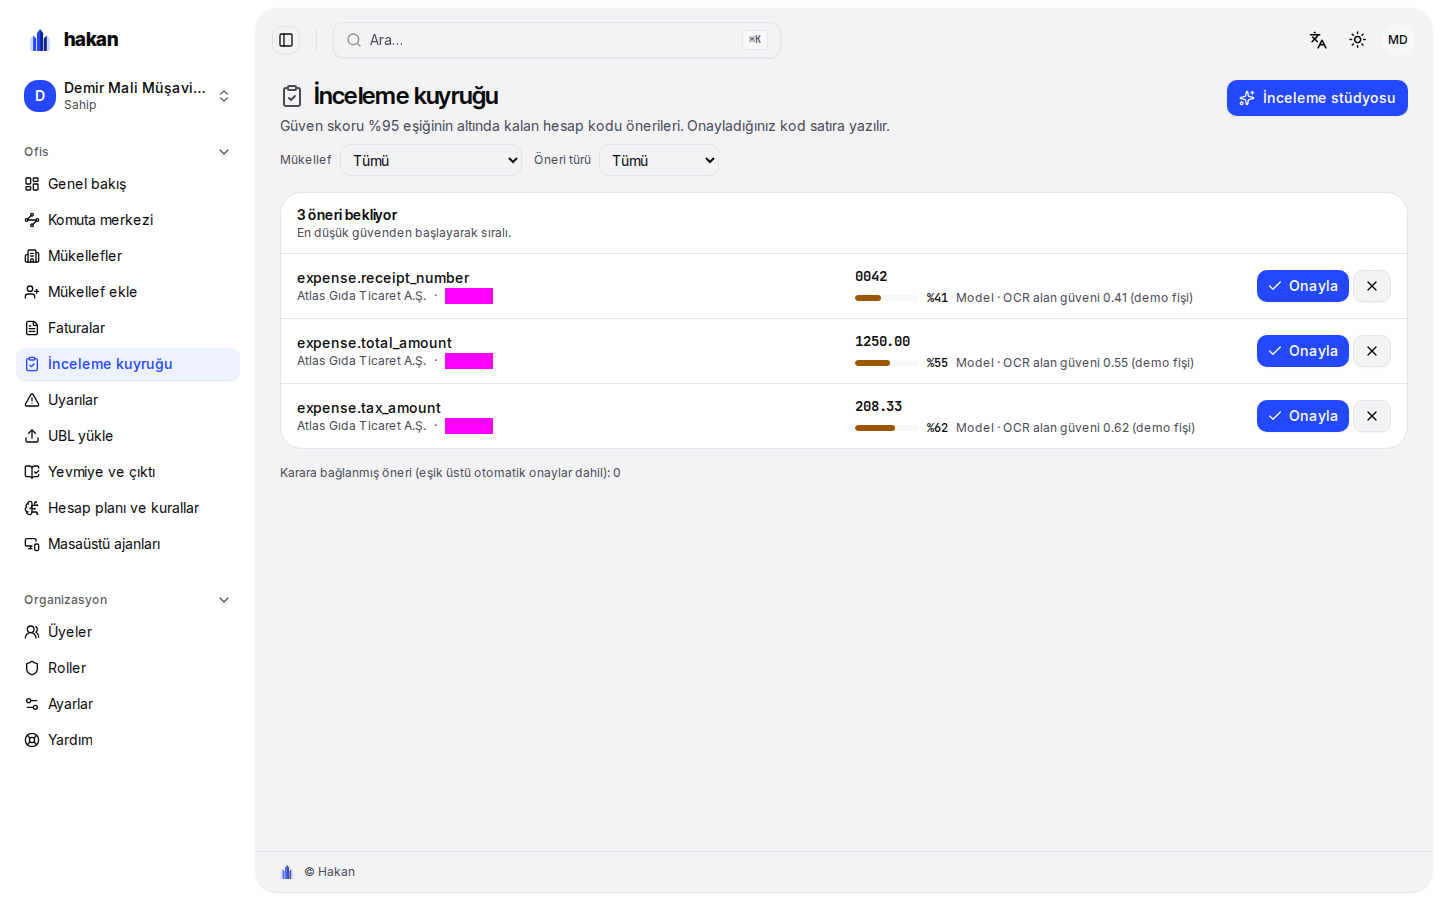 hakan
Demir Mali Müşavi...
Sahip
Ofis
Genel bakış
Komuta merkezi
Mükellefler
Mükellef ekle
Faturalar
İnceleme kuyruğu
Uyarılar
UBL yükle
Yevmiye ve çıktı
Hesap planı ve kurallar
Masaüstü ajanları
Organizasyon
Üyeler
Roller
Ayarlar
Yardım
Ara...
⌘K
MD
İnceleme kuyruğu
İnceleme stüdyosu
Güven skoru %95 eşiğinin altında kalan hesap kodu önerileri. Onayladığınız kod satıra yazılır.
Mükellef Tümü Öneri türü Tümü
3 öneri bekliyor
En düşük güvenden başlayarak sıralı.
expense.receipt_number
Atlas Gıda Ticaret A.Ş. ·
0042
%41 Model · OCR alan güveni 0.41 (demo fişi)
Onayla
expense.total_amount
Atlas Gıda Ticaret A.Ş. ·
1250.00
%55 Model · OCR alan güveni 0.55 (demo fişi)
Onayla
expense.tax_amount
Atlas Gıda Ticaret A.Ş. ·
208.33
%62 Model · OCR alan güveni 0.62 (demo fişi)
Onayla
Karara bağlanmış öneri (eşik üstü otomatik onaylar dahil): 0
© Hakan